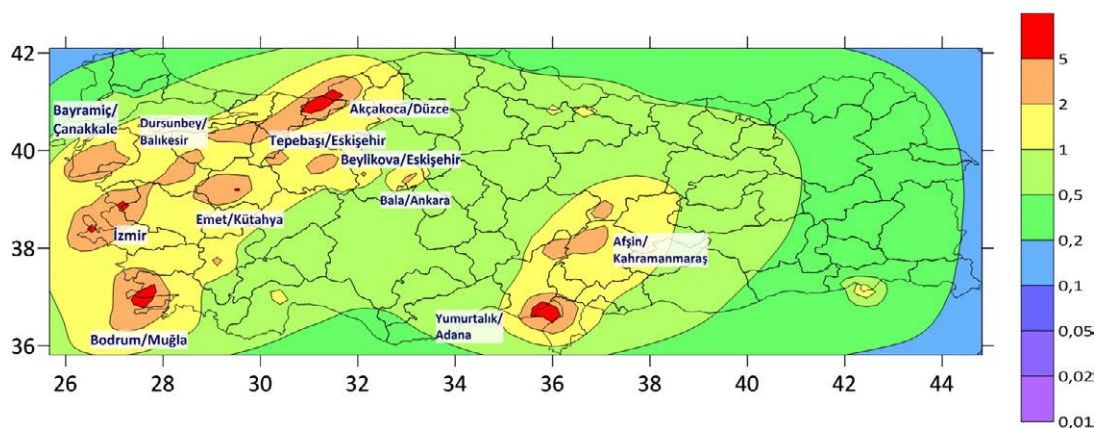 42
40
38
36
26
28
30
32
34
36
38
40
42
44
Bayramiç/
Çanakkale
Dursunbey/
Balıkesir
Akçakoca/Düzce
Tepebaşı/Eskişehir
Beylikova/Eskişehir
Bala/Ankara
Emet/Kütahya
İzmir
Afşin/
Kahramanmaraş
Yumurtalık/
Adana
Bodrum/Muğla
5
2
1
0,5
0,2
0,1
0,05
0,02
0,01